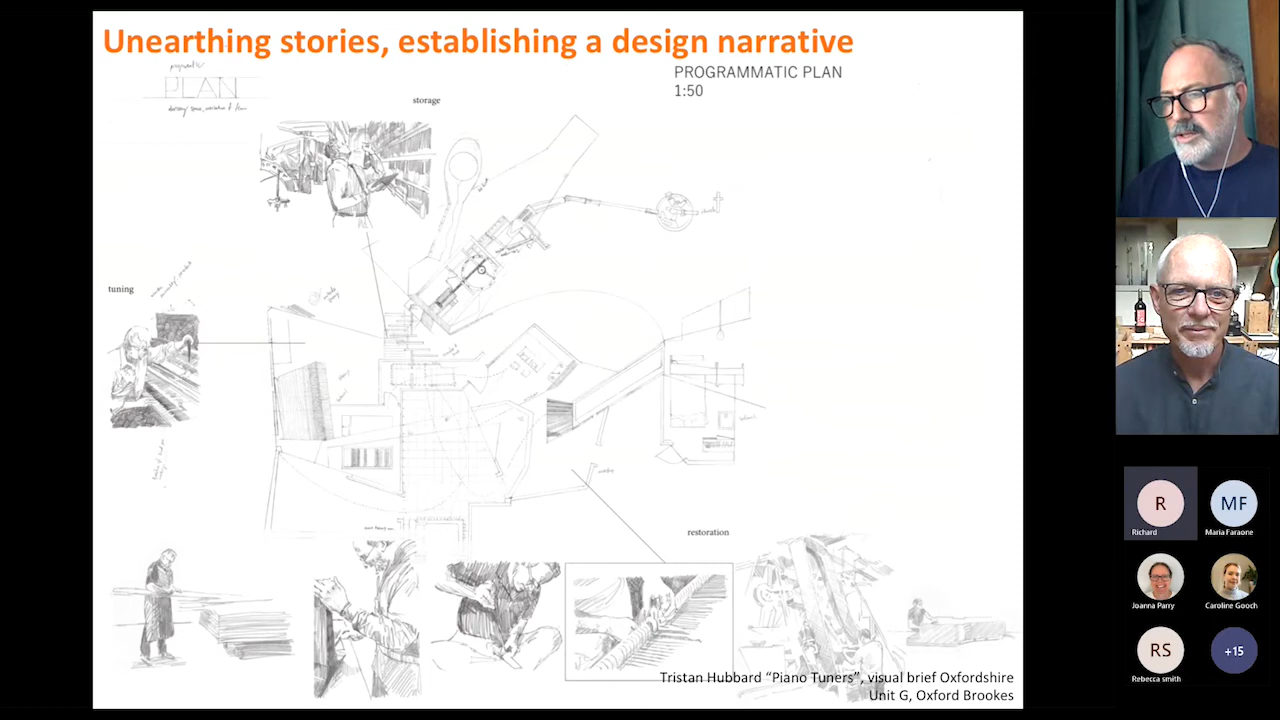 Unearthing stories, establishing a design narrative
PLAN
PROGRAMMATIC PLAN
1:50
storage
tuning
restoration
Tristan Hubbard “Piano Tuners”, visual brief Oxfordshire
Unit G, Oxford Brookes
R
Richard
MF
Maria Faraone
Joanna Parry
Caroline Gooch
RS
Rebecca smith
+15